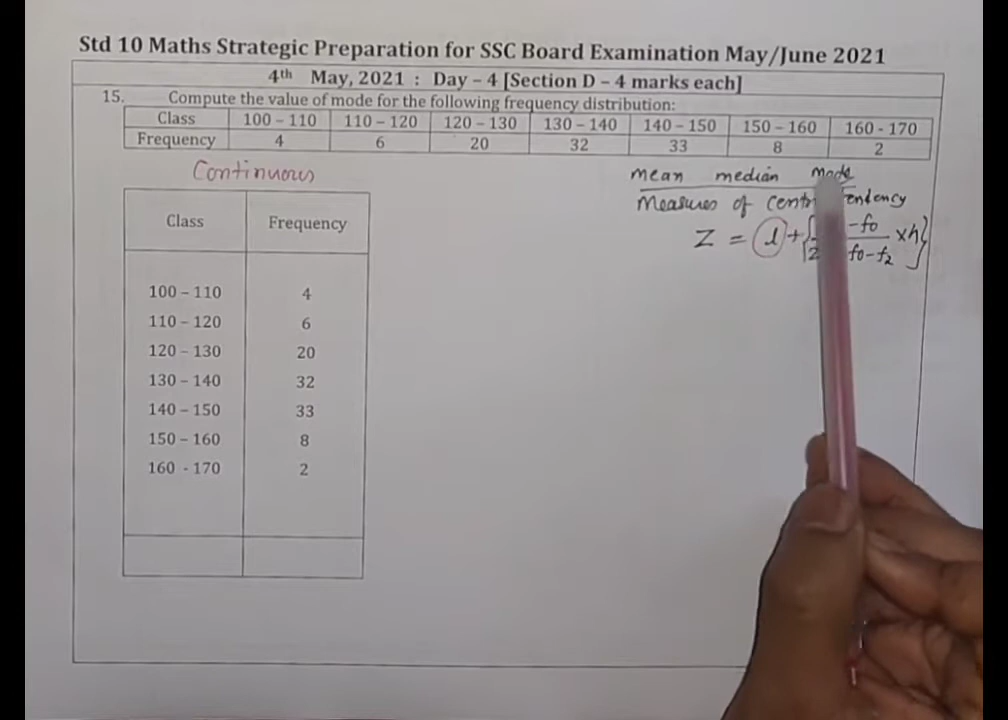 Std 10 Maths Strategic Preparation for SSC Board Examination May/June 2021
4th May, 2021 : Day – 4 [Section D – 4 marks each]
15. Compute the value of mode for the following frequency distribution:
Class 100 – 110 110 – 120 120 – 130 130 – 140 140 – 150 150 – 160 160 - 170
Frequency 4 6 20 32 33 8 2
Continuous
mean median mode
Measures of tendency
Z = l + { – f0 × h }
2 f0 – f2
Class Frequency
100 – 110 4
110 – 120 6
120 – 130 20
130 – 140 32
140 – 150 33
150 – 160 8
160 - 170 2